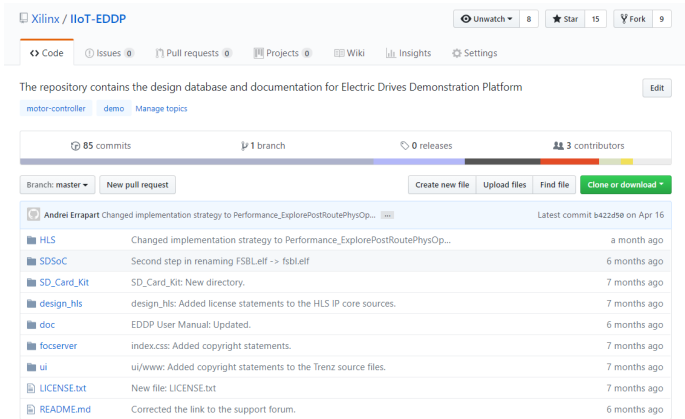 Xilinx / IIoT-EDDP
Unwatch 8 Star 15 Fork 9
Code Issues 0 Pull requests 0 Projects 0 Wiki Insights Settings
The repository contains the design database and documentation for Electric Drives Demonstration Platform Edit
motor-controller demo Manage topics
85 commits 1 branch 0 releases 3 contributors
Branch: master New pull request Create new file Upload files Find file Clone or download
Andrei Errapart Changed implementation strategy to Performance_ExplorePostRoutePhysOp... ... Latest commit b422d50 on Apr 16
HLS Changed implementation strategy to Performance_ExplorePostRoutePhysOp... a month ago
SDSoC Second step in renaming FSBL.elf -> fsbl.elf 6 months ago
SD_Card_Kit SD_Card_Kit: New directory. 7 months ago
design_hls design_hls: Added license statements to the HLS IP core sources. 7 months ago
doc EDDP User Manual: Updated. 6 months ago
focserver index.css: Added copyright statements. 7 months ago
ui ui/www: Added copyright statements to the Trenz source files. 7 months ago
LICENSE.txt New file: LICENSE.txt 7 months ago
README.md Corrected the link to the support forum. 6 months ago